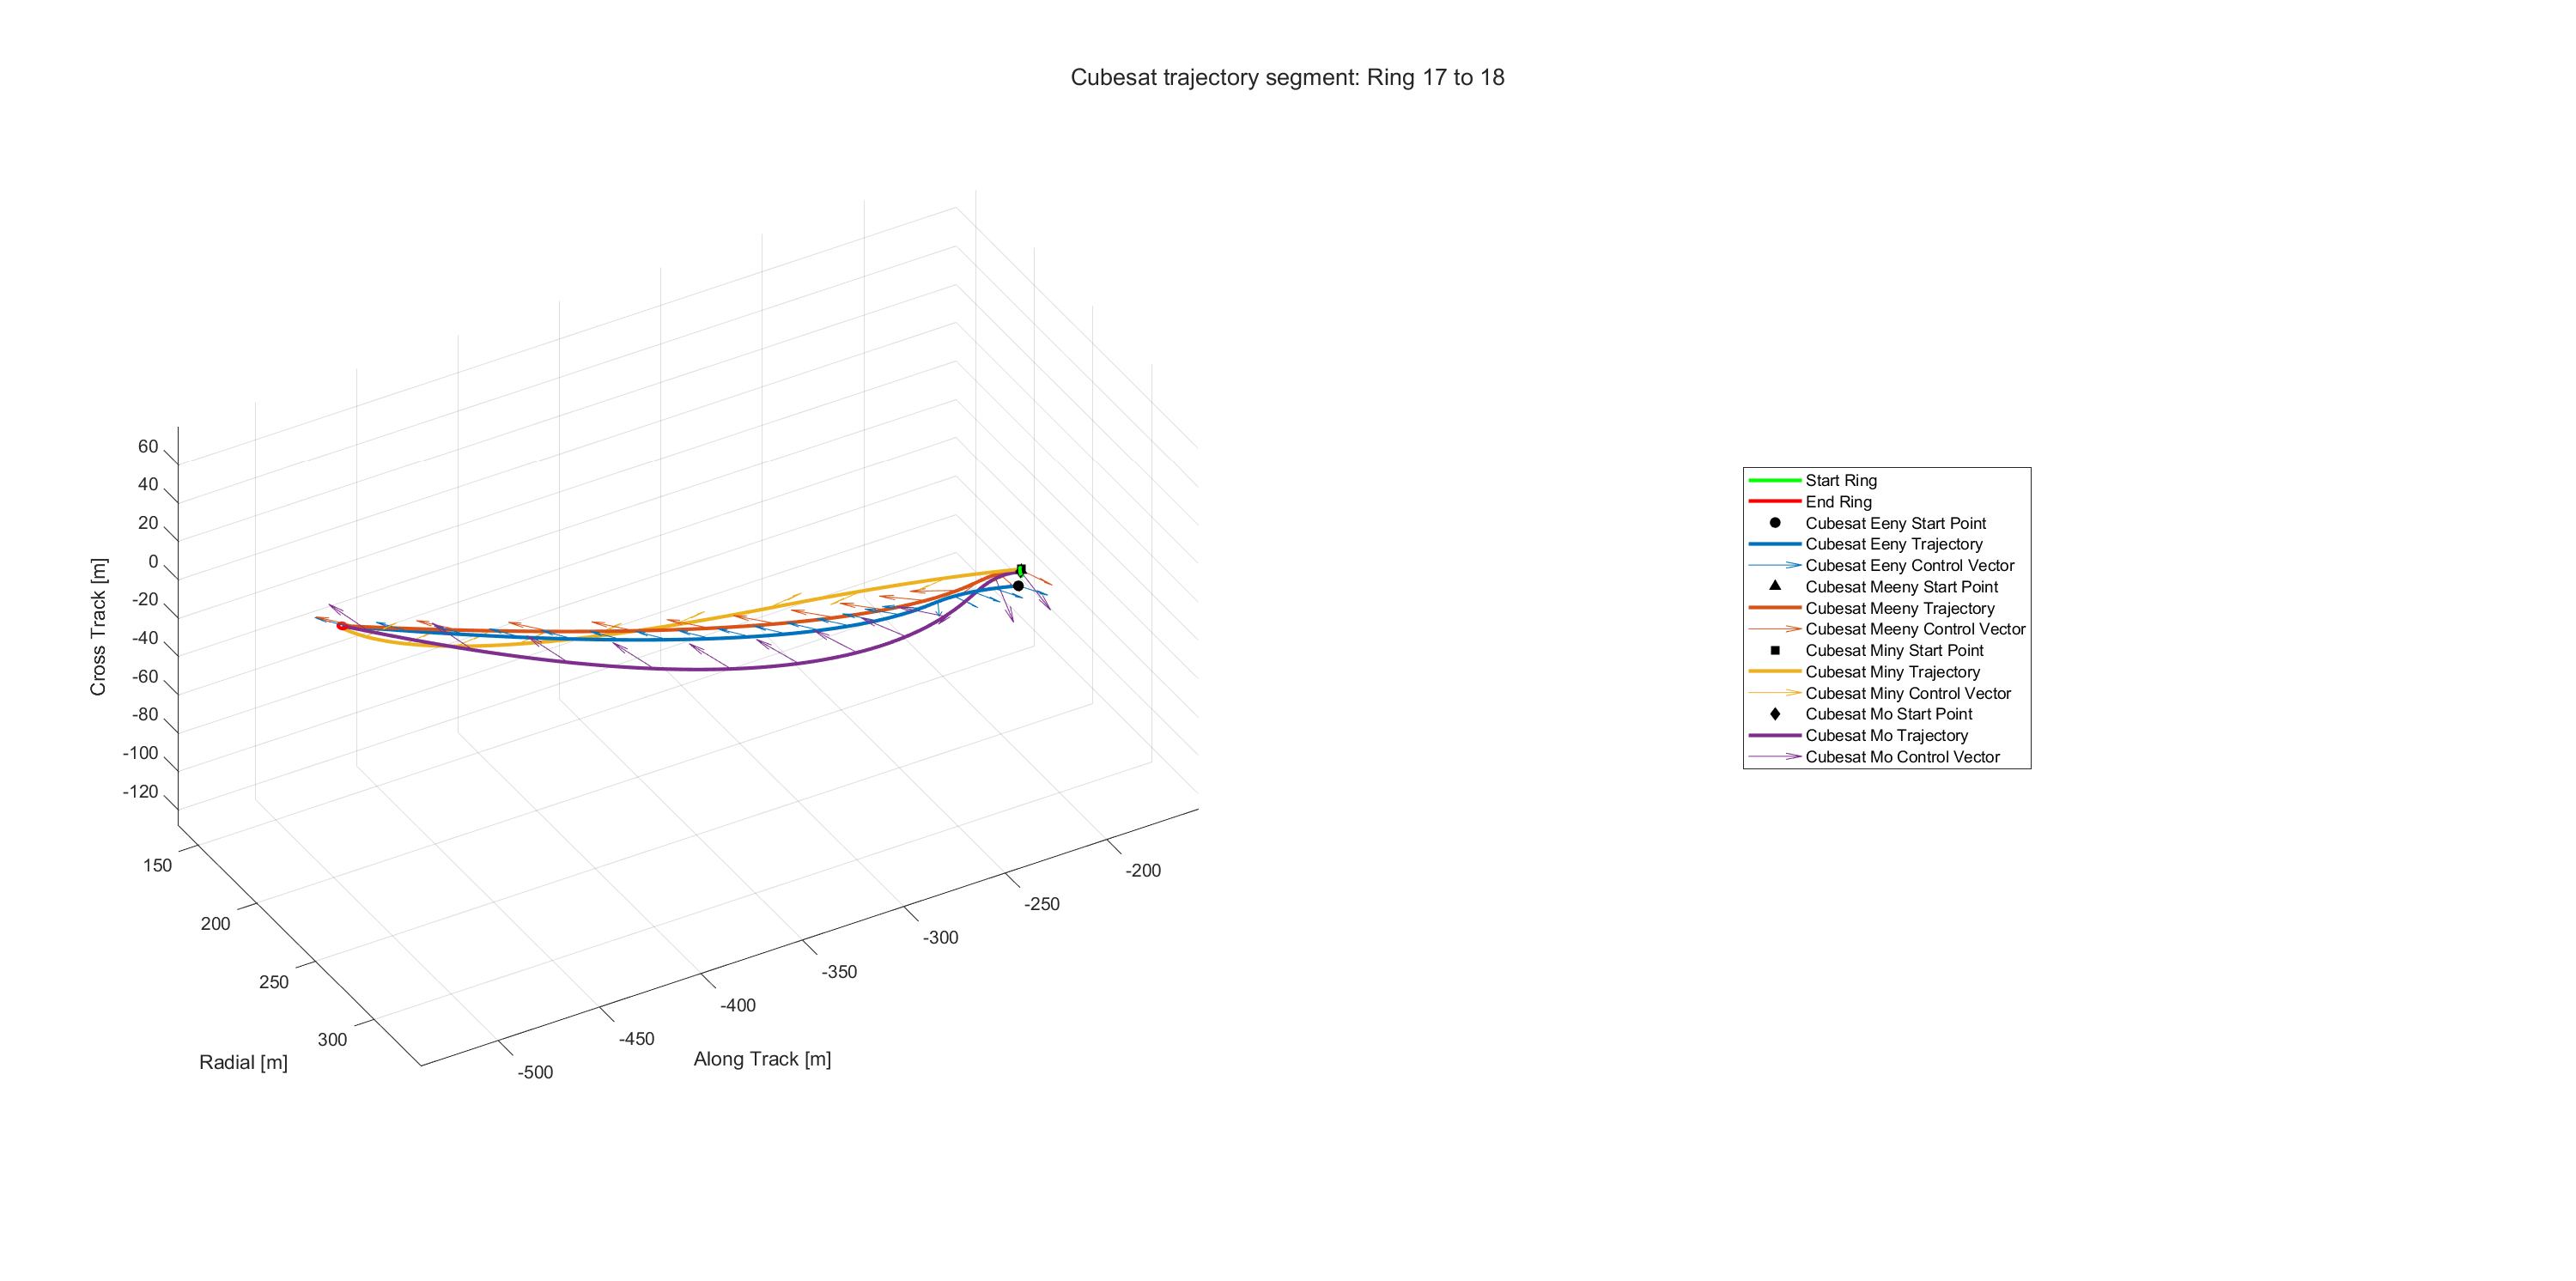 Cubesat trajectory segment: Ring 17 to 18
60
40
20
0
-20
-40
-60
-80
-100
-120
Cross Track [m]
150
200
250
300
Radial [m]
-500
-450
-400
-350
-300
-250
-200
Along Track [m]
Start Ring
End Ring
Cubesat Eeny Start Point
Cubesat Eeny Trajectory
Cubesat Eeny Control Vector
Cubesat Meeny Start Point
Cubesat Meeny Trajectory
Cubesat Meeny Control Vector
Cubesat Miny Start Point
Cubesat Miny Trajectory
Cubesat Miny Control Vector
Cubesat Mo Start Point
Cubesat Mo Trajectory
Cubesat Mo Control Vector